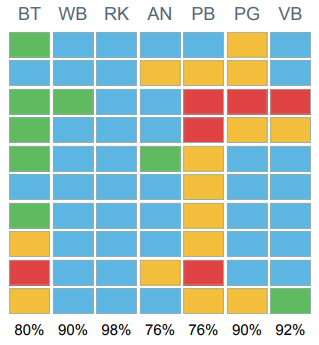 BT WB RK AN PB PG VB
80% 90% 98% 76% 76% 90% 92%